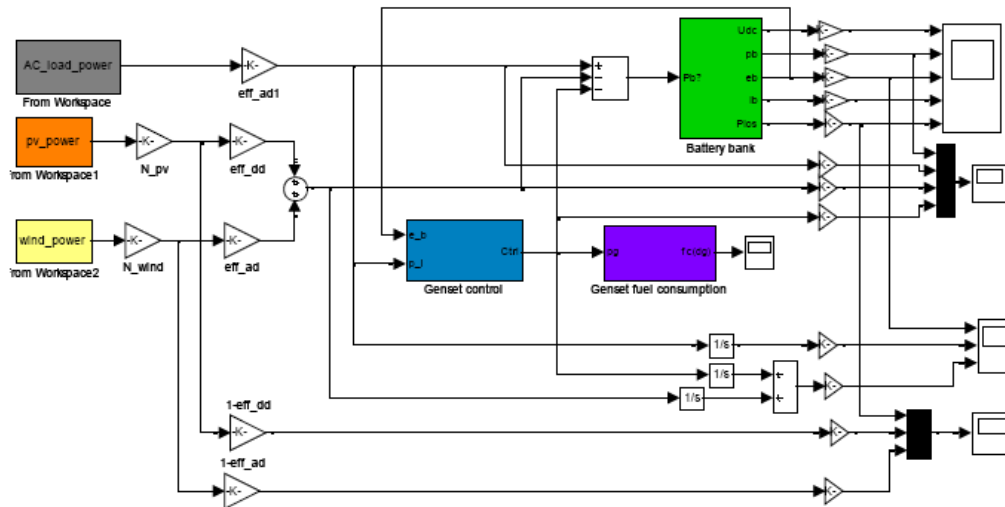 AC_load_power
From Workspace
-K-
eff_ad1
pv_power
From Workspace1
-K-
N_pv
-K-
eff_dd
wind_power
From Workspace2
-K-
N_wind
-K-
eff_ad
Pb?
Udc
pb
eb
Ib
Plos
Battery bank
K-
K-
K-
K-
K-
K-
K-
K-
e_b
p_l
Ctrl
Genset control
pg
fc(dg)
Genset fuel consumption
1/s
K-
1/s
1/s
K-
1-eff_dd
-K-
K-
1-eff_ad
-K-
K-